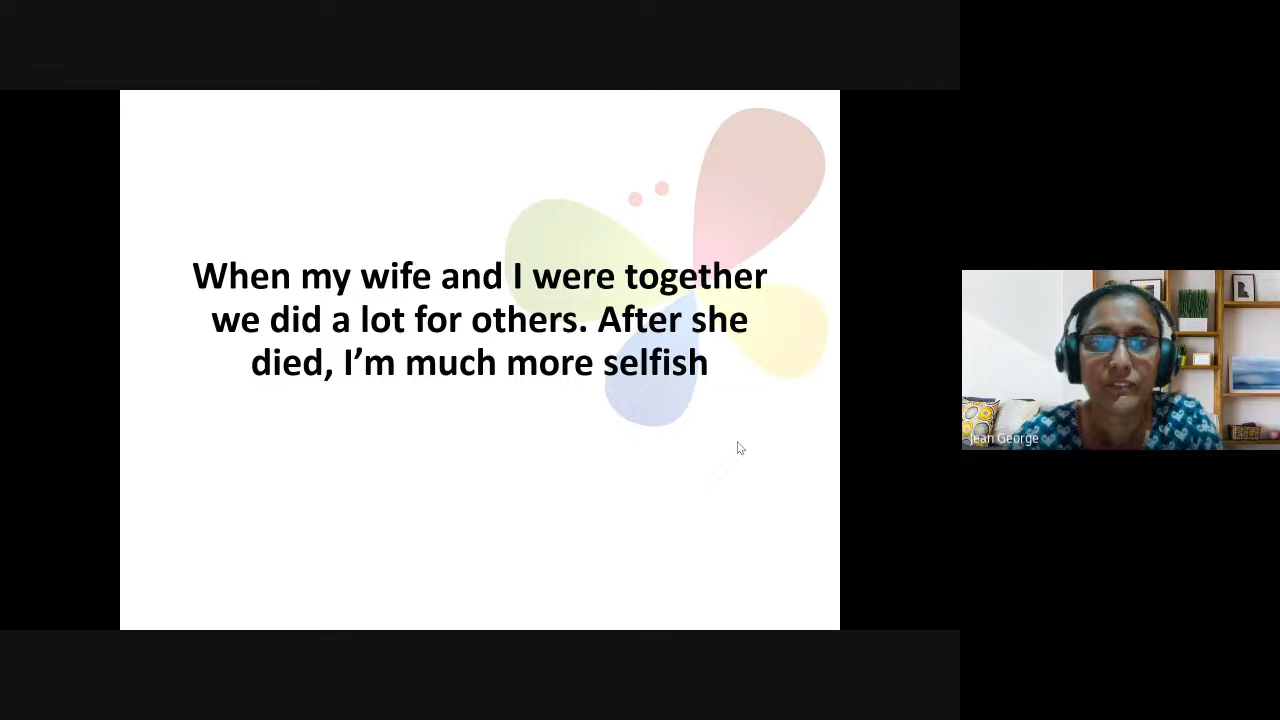 When my wife and I were together
we did a lot for others. After she
died, I’m much more selfish
Jean George